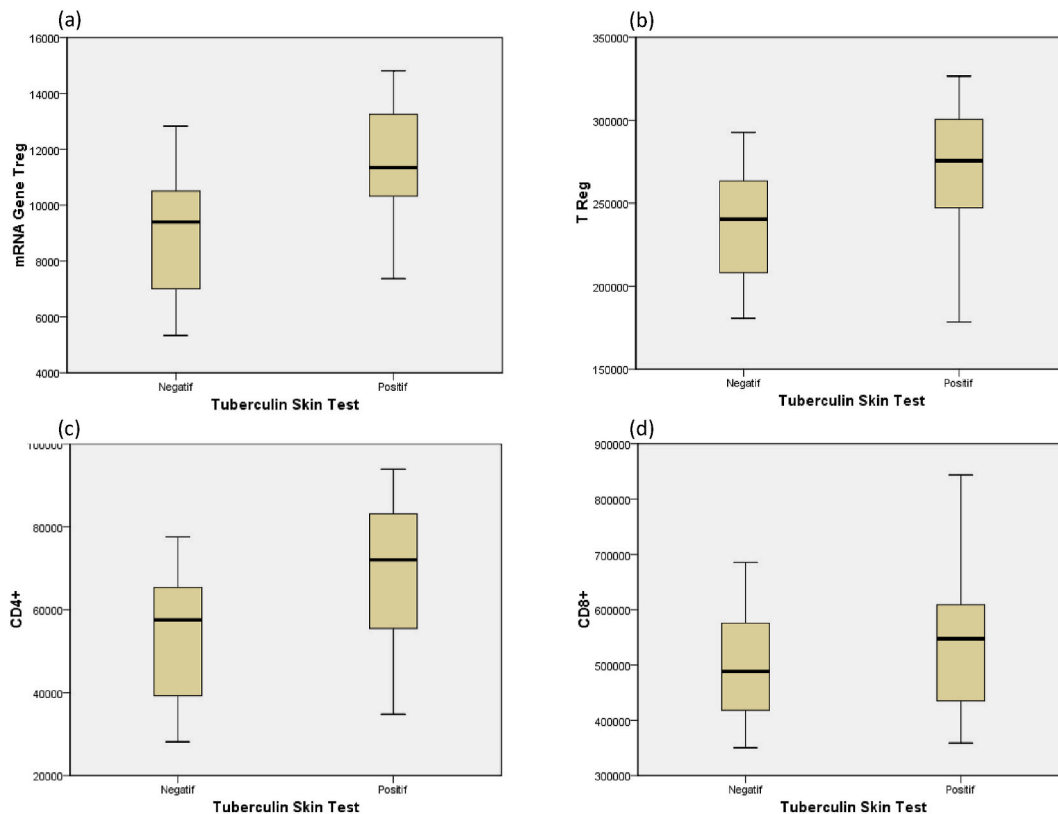 (a)
16000
14000
12000
10000
8000
6000
4000
mRNA Gene Treg
Negatif
Positif
Tuberculin Skin Test
(b)
350000
300000
250000
200000
150000
T Reg
Negatif
Positif
Tuberculin Skin Test
(c)
100000
80000
60000
40000
20000
CD4+
Negatif
Positif
Tuberculin Skin Test
(d)
900000
800000
700000
600000
500000
400000
300000
CD8+
Negatif
Positif
Tuberculin Skin Test